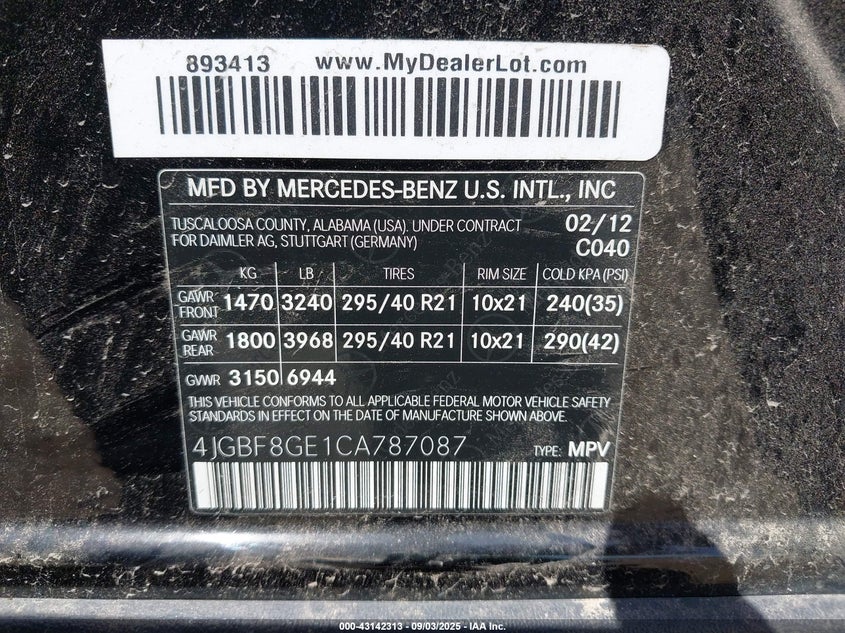 893413 www.MyDealerLot.com
MFD BY MERCEDES-BENZ U.S. INTL., INC
TUSCALOOSA COUNTY, ALABAMA (USA). UNDER CONTRACT 02/12
FOR DAIMLER AG, STUTTGART (GERMANY) C040
KG LB TIRES RIM SIZE COLD KPA (PSI)
GAWR FRONT 1470 3240 295/40 R21 10x21 240(35)
GAWR REAR 1800 3968 295/40 R21 10x21 290(42)
GVWR 3150 6944
THIS VEHICLE CONFORMS TO ALL APPLICABLE FEDERAL MOTOR VEHICLE SAFETY
STANDARDS IN EFFECT ON THE DATE OF MANUFACTURE SHOWN ABOVE.
4JGBF8GE1CA787087 TYPE: MPV
000-43142313 - 09/03/2025 - IAA Inc.